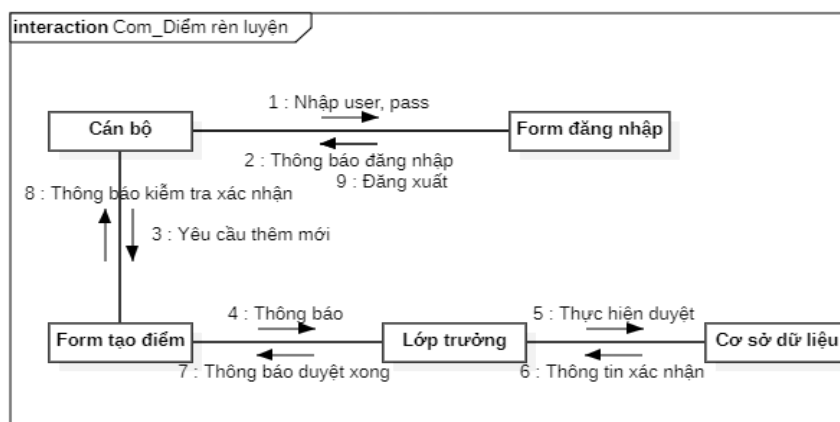 interaction Com_Diểm rèn luyện
1 : Nhập user, pass
Cán bộ
Form đăng nhập
2 : Thông báo đăng nhập
9 : Đăng xuất
8 : Thông báo kiểm tra xác nhận
3 : Yêu cầu thêm mới
4 : Thông báo
5 : Thực hiện duyệt
Form tạo điểm
Lớp trưởng
Cơ sở dữ liệu
7 : Thông báo duyệt xong
6 : Thông tin xác nhận